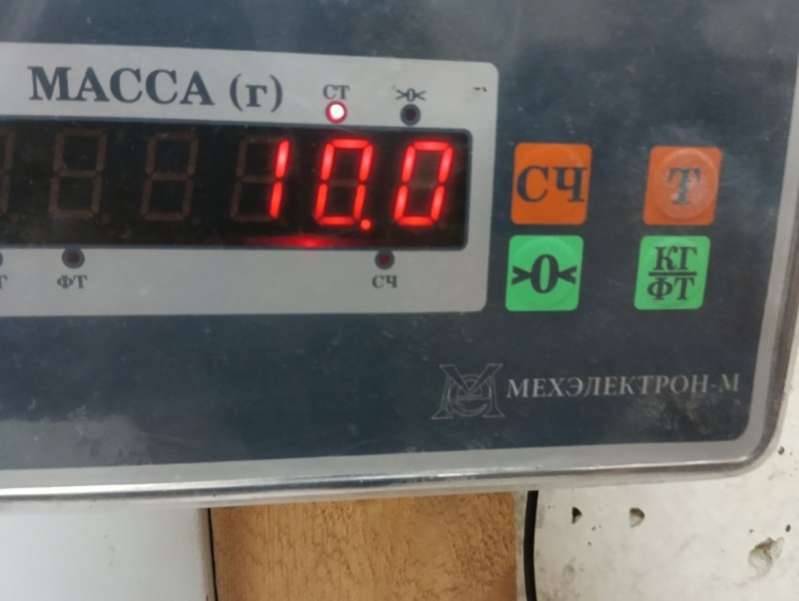 МАССА (г)
СТ
>0<
10.0
ФТ
СЧ
СЧ
Т
>0<
КГ
ФТ
МЕХЭЛЕКТРОН-М